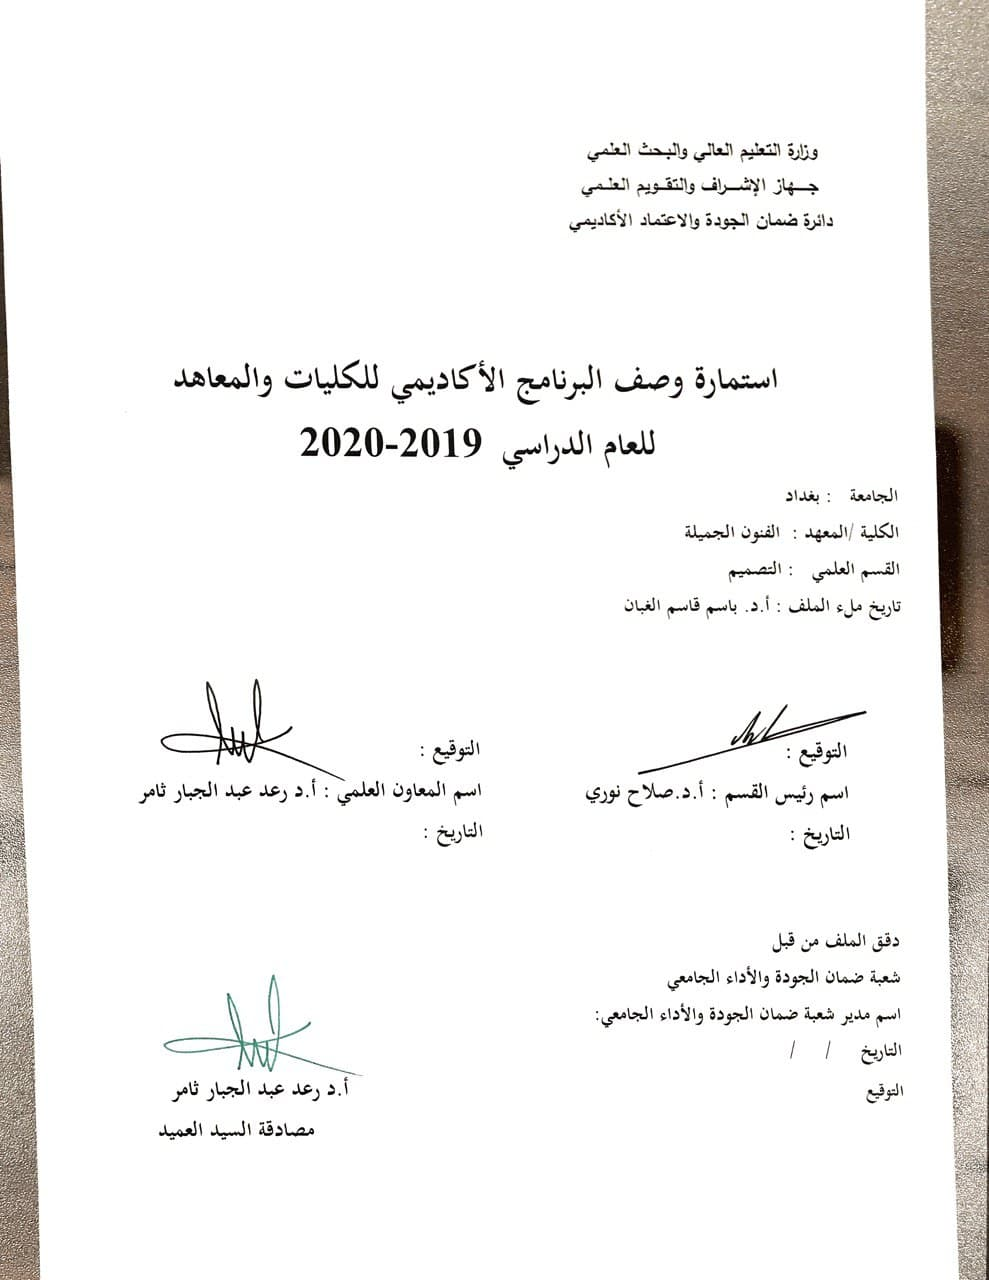 وزارة التعليم العالي والبحث العلمي
جـــهاز الإشـــراف والتقـويم العلـمي
دائرة ضمان الجودة والاعتماد الأكاديمي
استمارة وصف البرنامج الأكاديمي للكليات والمعاهد
للعام الدراسي 2019-2020
الجامعة : بغداد
الكلية /المعهد : الفنون الجميلة
القسم العلمي : التصميم
تاريخ ملء الملف : أ.د. باسم قاسم الغبان
التوقيع :
اسم رئيس القسم : أ.د.صلاح نوري
التاريخ :
التوقيع :
اسم المعاون العلمي : أ.د رعد عبد الجبار ثامر
التاريخ :
دقق الملف من قبل
شعبة ضمان الجودة والأداء الجامعي
اسم مدير شعبة ضمان الجودة والأداء الجامعي:
التاريخ / /
التوقيع
أ.د رعد عبد الجبار ثامر
مصادقة السيد العميد